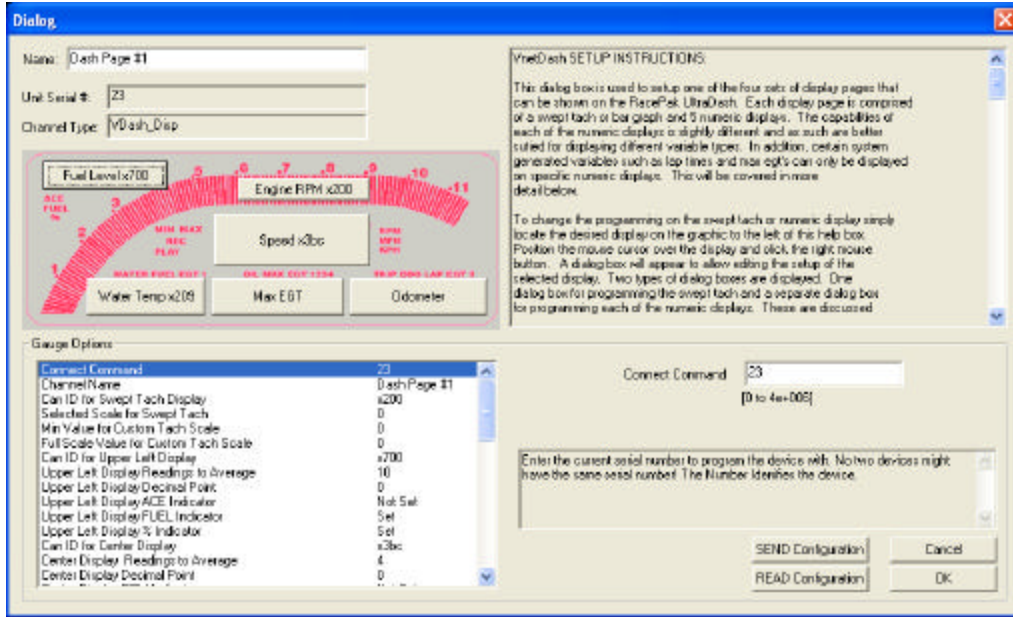 Dialog
Name: Dash Page #1
Unit Serial #: 23
Channel Type: VDash_Disp
Fuel Level x700
.5 .6 .7 .8 .9 .10 .11
Engine RPM x200
ACE
FUEL
%
3
2
1
MIN MAX
REC
PLAY
Speed x3bc
RPM
MPH
KPH
WATER FUEL EGT 1
OIL MAX EGT 1234
LAP EGT
Water Temp x209
Max EGT
Odometer
VnetDash SETUP INSTRUCTIONS:
This dialog box is used to setup one of the four sets of display pages that
can be shown on the RacePak UltraDash. Each display page is comprised
of a swept tach or bar graph and 5 numeric displays. The capabilities of
each of the numeric displays is slightly different and as such are better
suited for displaying different variable types. In addition, certain system
generated variables such as lap times and max egt's can only be displayed
on specific numeric displays. This will be covered in more
detail below.
To change the programming on the swept tach or numeric display simply
locate the desired display on the graphic to the left of this help box.
Position the mouse cursor over the display and click the right mouse
button. A dialog box will appear to allow editing the setup of the
selected display. Two types of dialog boxes are displayed. One
dialog box for programming the swept tach and a separate dialog box
for programming each of the numeric displays. These are discussed
Gauge Options
Connect Command 23
Channel Name Dash Page #1
Can ID for Swept Tach Display x200
Selected Scale for Swept Tach 0
Min Value for Custom Tach Scale 0
Full Scale Value for Custom Tach Scale 0
Can ID for Upper Left Display x700
Upper Left Display Readings to Average 10
Upper Left Display Decimal Point 0
Upper Left Display ACE Indicator Not Set
Upper Left Display FUEL Indicator Set
Upper Left Display % Indicator Set
Can ID for Center Display x3bc
Center Display Readings to Average 4
Center Display Decimal Point 0
Connect Command 23
[0 to 4e+006]
Enter the current serial number to program the device with. No two devices might
have the same serial number! The Number Idenifies the device.
SEND Configuration
Cancel
READ Configuration
OK